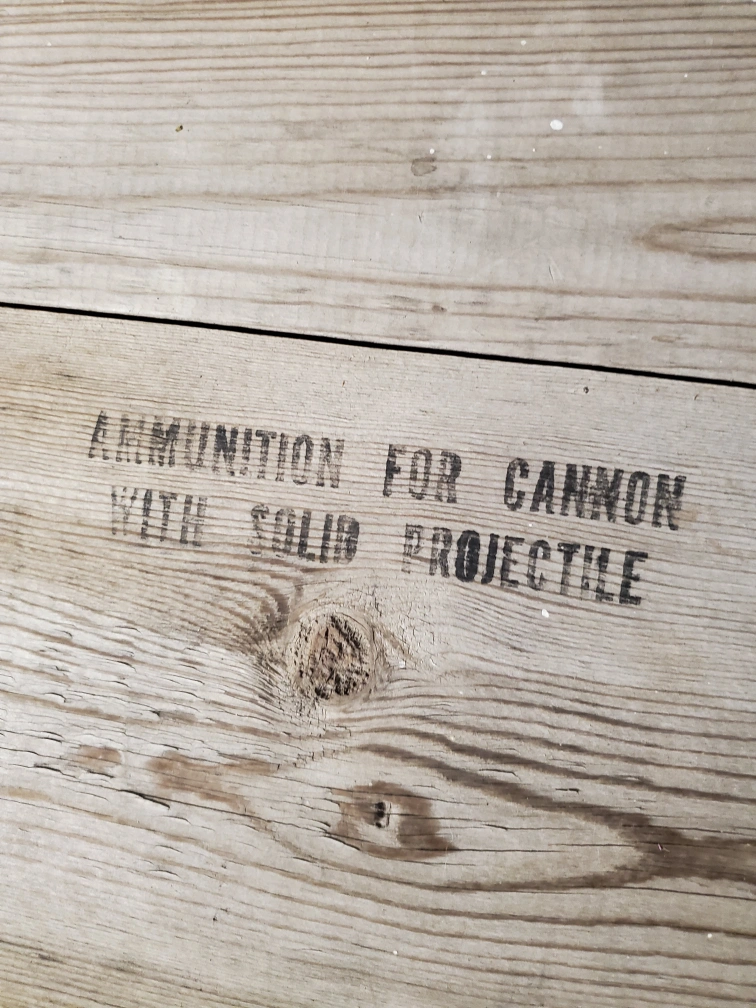 AMMUNITION FOR CANNON
WITH SOLID PROJECTILE